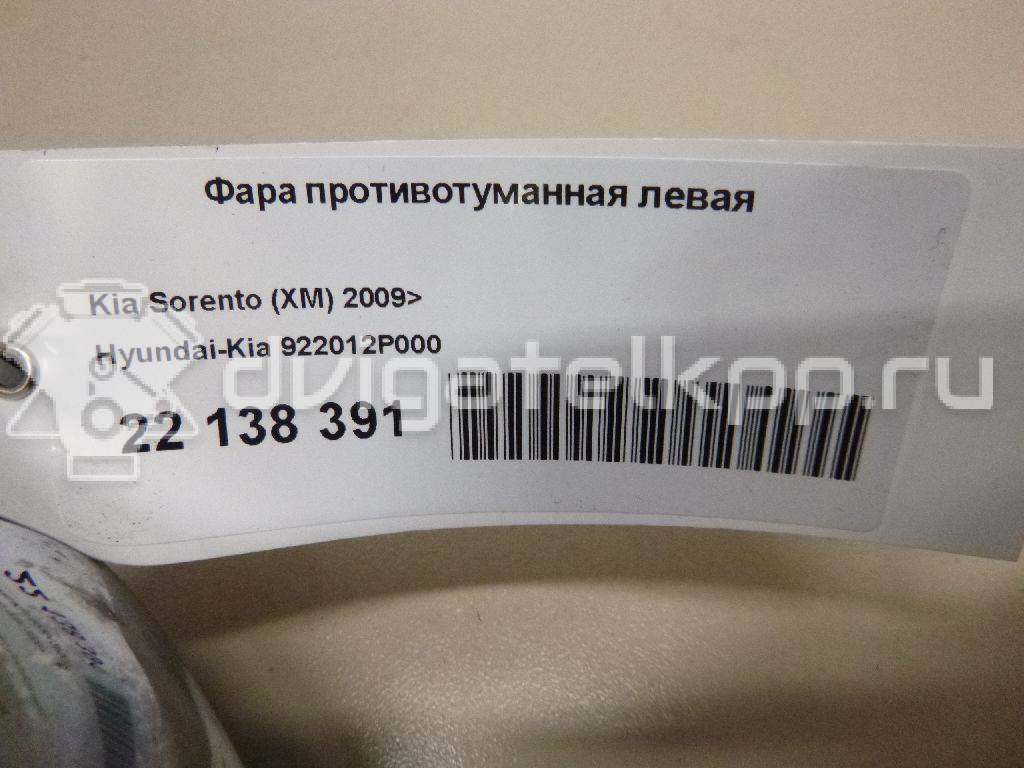 Фара противотуманная левая
Kia Sorento (XM) 2009>
Hyundai-Kia 922012P000
22 138 391
dvigatelkpp.ru